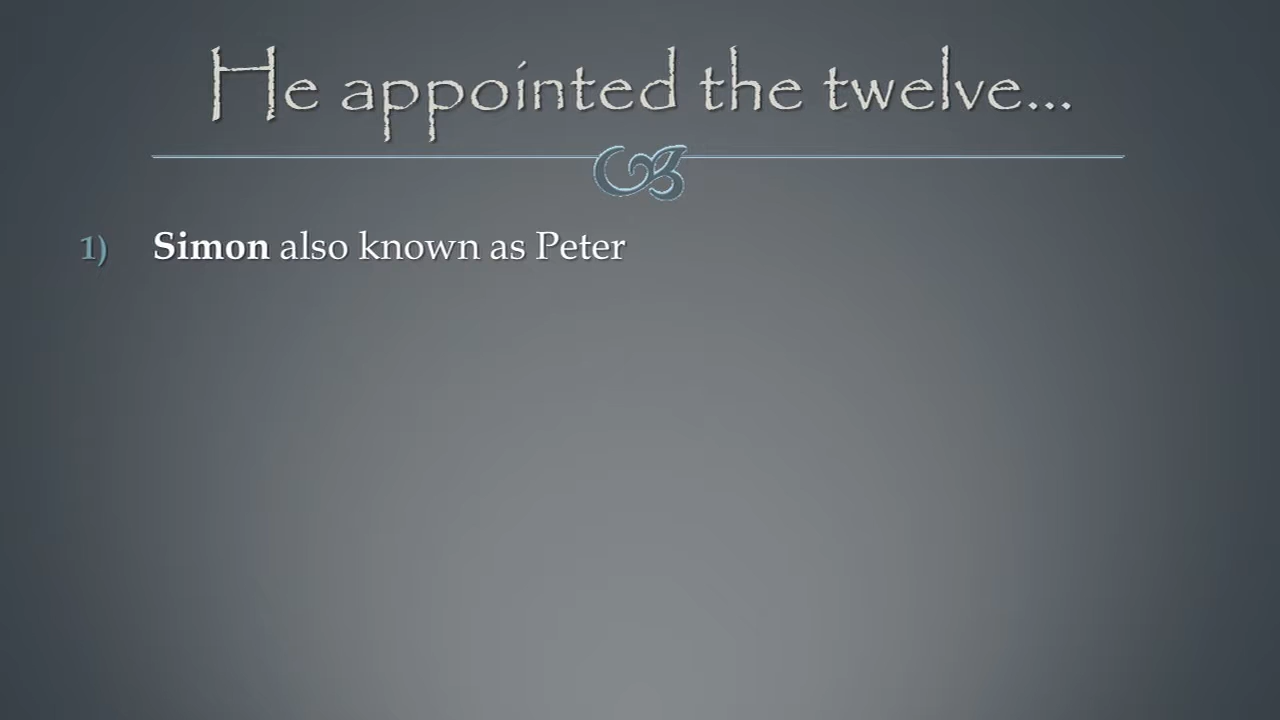 He appointed the twelve...
1) Simon also known as Peter